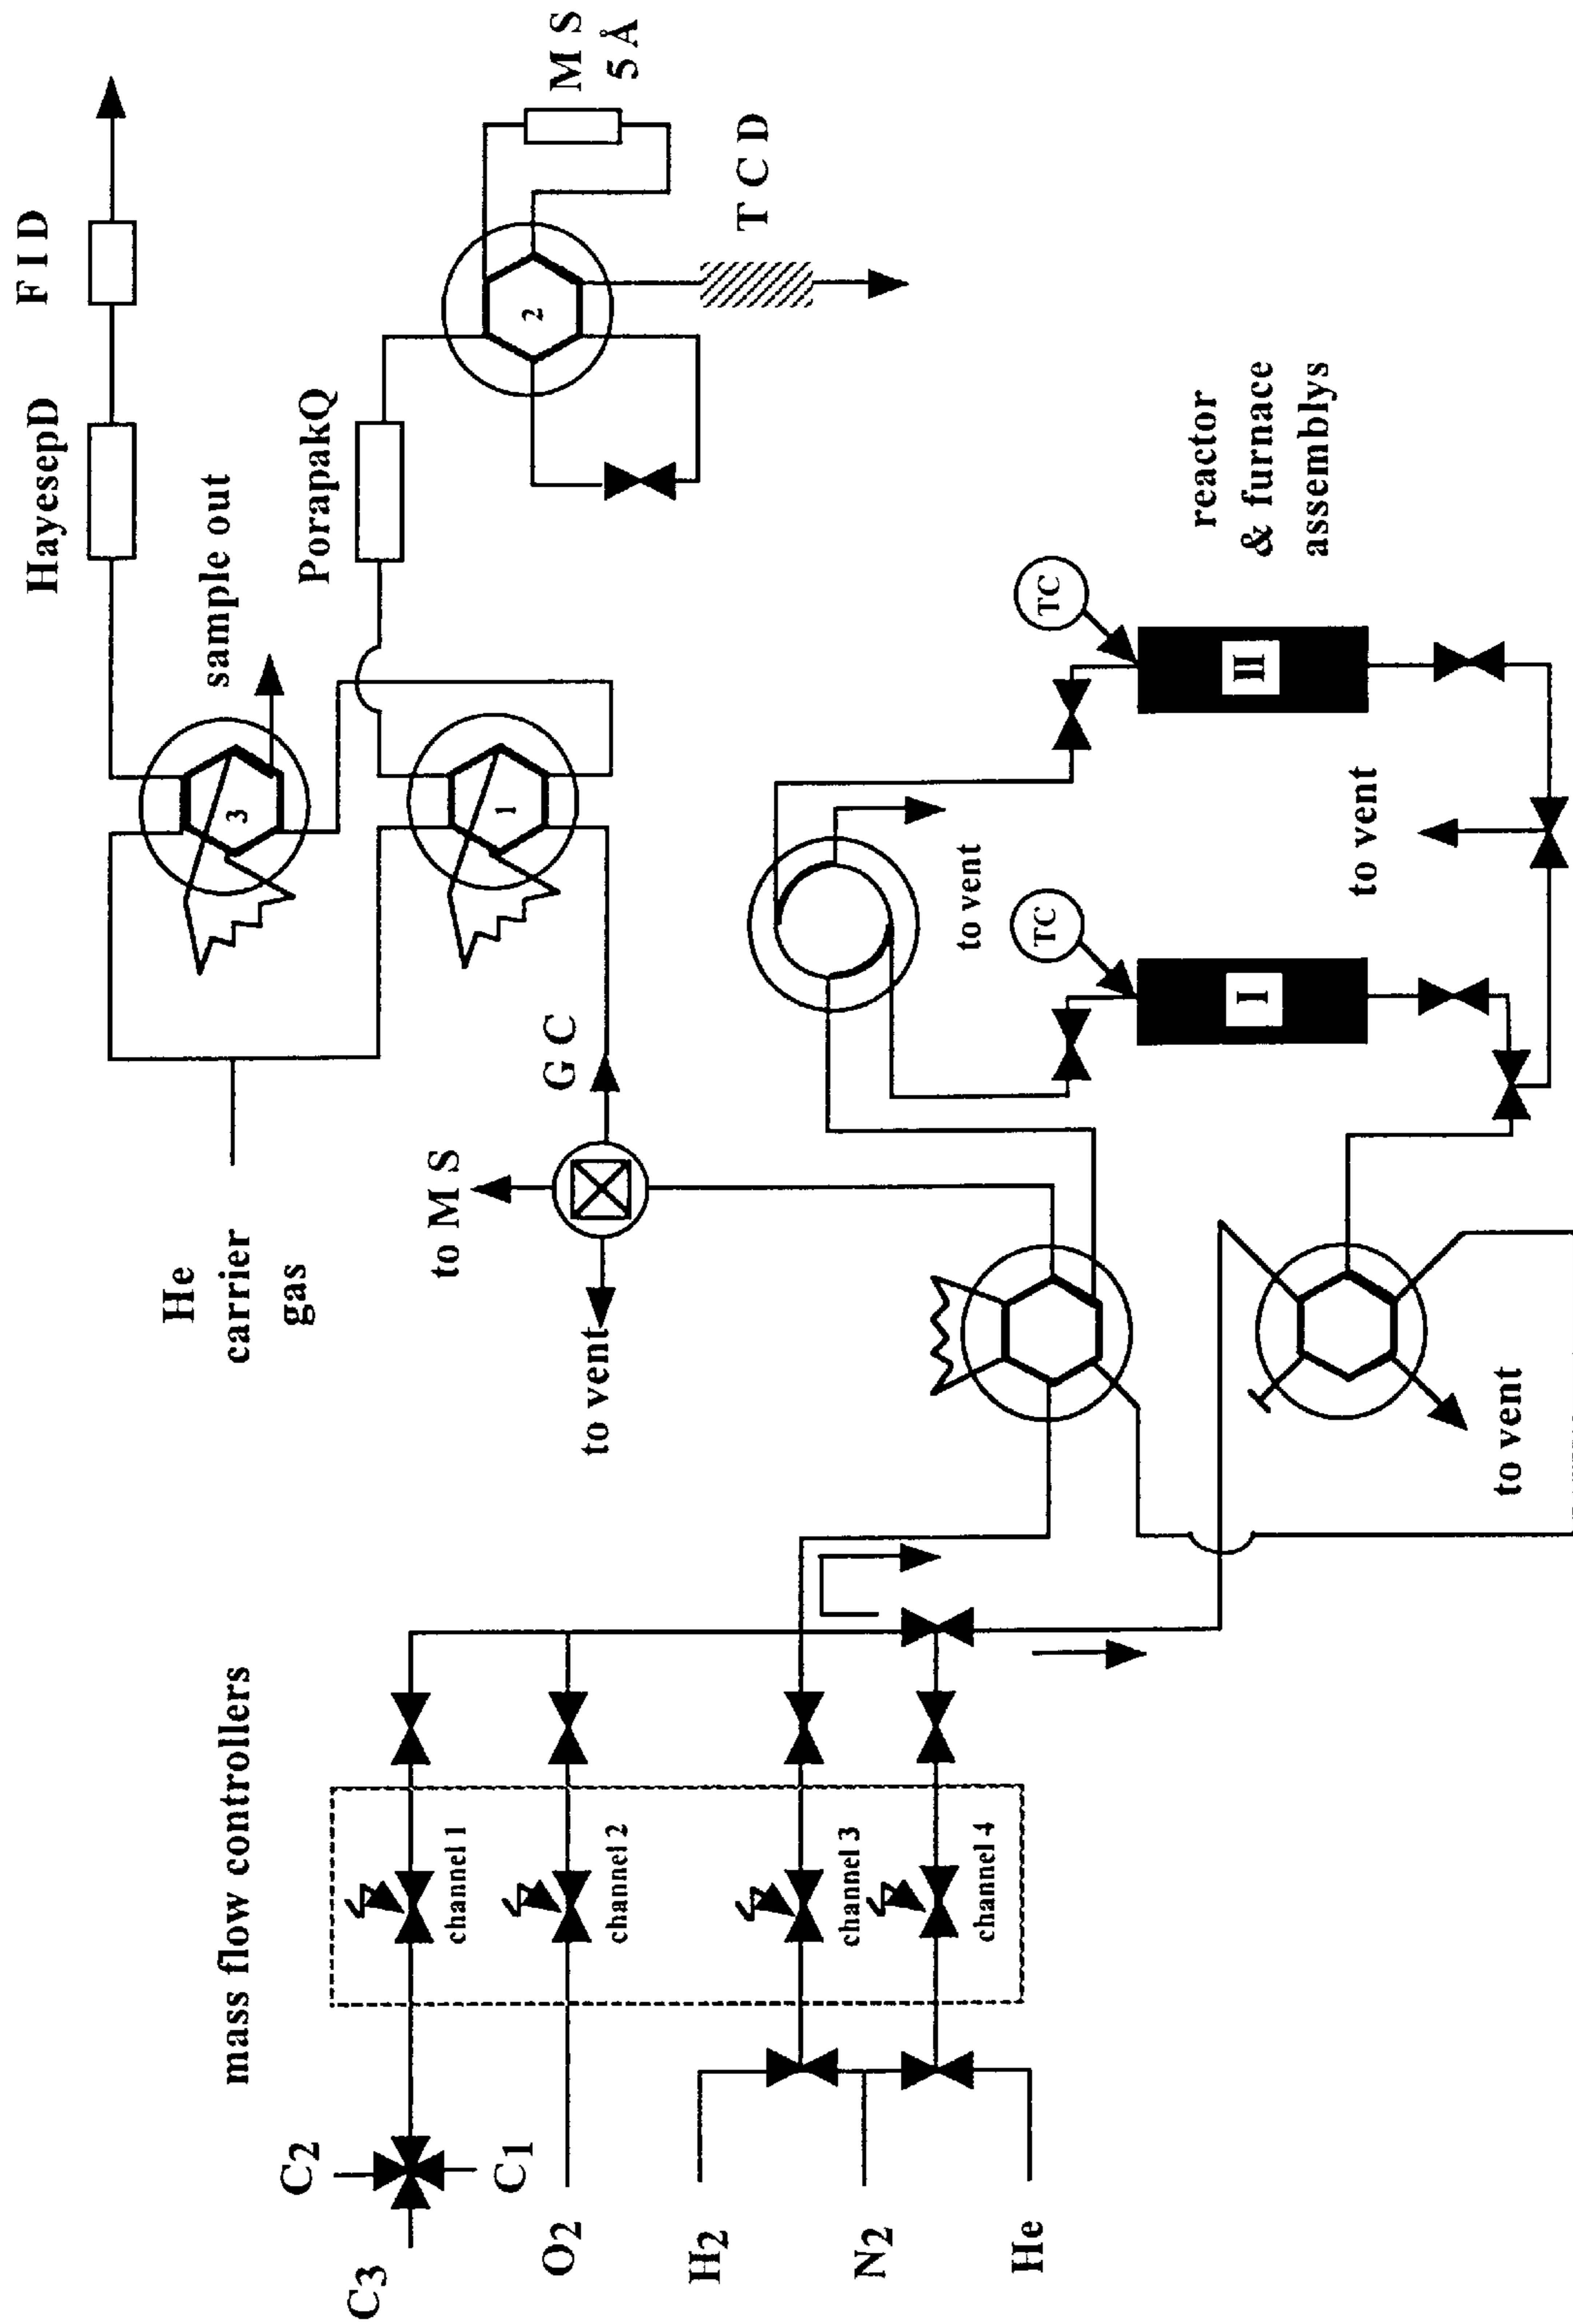 mass flow controllers
C3
C2
C1
O2
H2
N2
He
channel 1
channel 2
channel 3
channel 4
He
carrier
gas
to M S
G C
to vent
to vent
3
1
sample out
HayesepD
F I D
PorapakQ
2
M S
5 Å
T C D
to vent
TC
I
TC
II
to vent
reactor
& furnace
assemblys